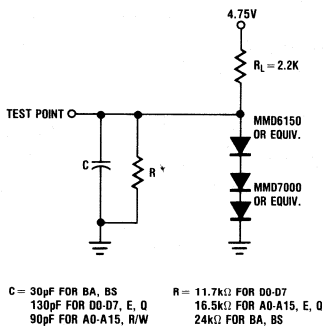 4.75V
RL = 2.2K
TEST POINT
MMD6150
OR EQUIV.
C
R
MMD7000
OR EQUIV.
C = 30pF FOR BA, BS
130pF FOR D0-D7, E, Q
90pF FOR A0-A15, R/W
R = 11.7kΩ FOR D0-D7
16.5kΩ FOR A0-A15, E, Q
24kΩ FOR BA, BS